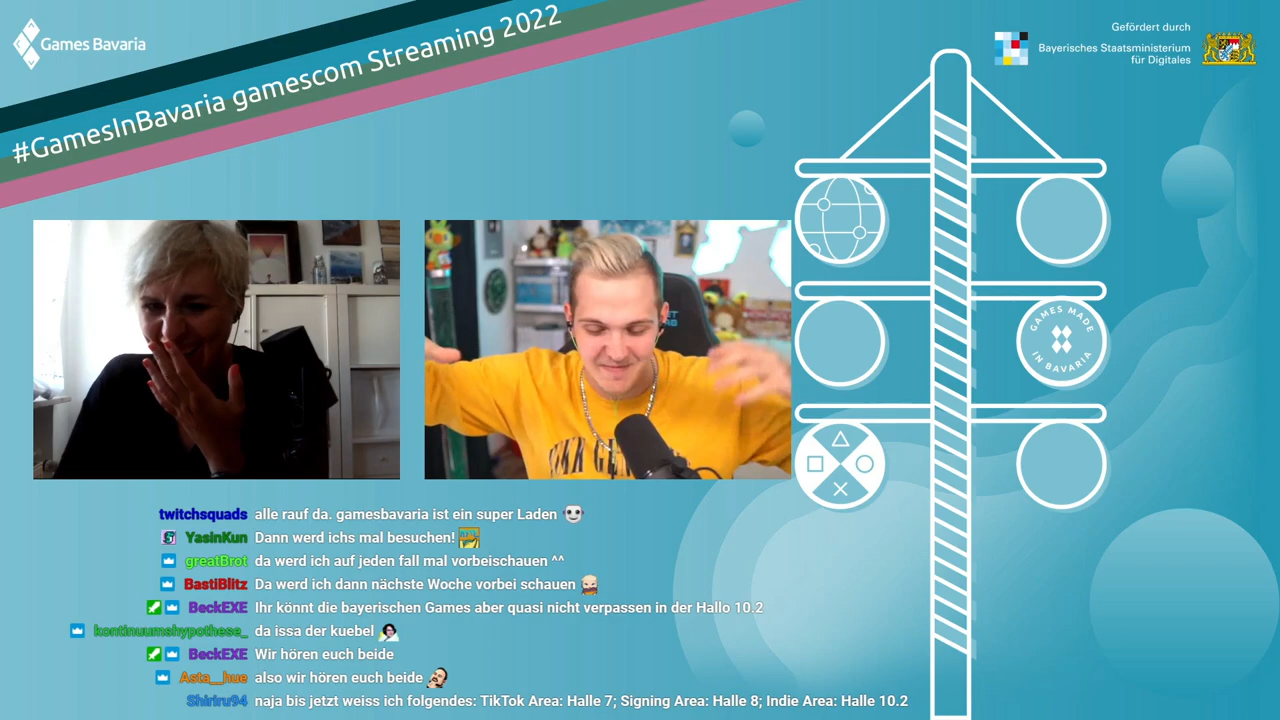 Games Bavaria
#GamesInBavaria gamescom Streaming 2022
Gefördert durch
Bayerisches Staatsministerium
für Digitales
GAMES MADE
IN BAVARIA
twitchsquads alle rauf da. gamesbavaria ist ein super Laden
YasinKun Dann werd ichs mal besuchen!
greatBrot da werd ich auf jeden fall mal vorbeischauen ^^
BastiBlitz Da werd ich dann nächste Woche vorbei schauen
BeckEXE Ihr könnt die bayerischen Games aber quasi nicht verpassen in der Hallo 10.2
kontinuumshypothese_ da issa der kuebel
BeckEXE Wir hören euch beide
Asta__hue also wir hören euch beide
Shiriru94 naja bis jetzt weiss ich folgendes: TikTok Area: Halle 7; Signing Area: Halle 8; Indie Area: Halle 10.2